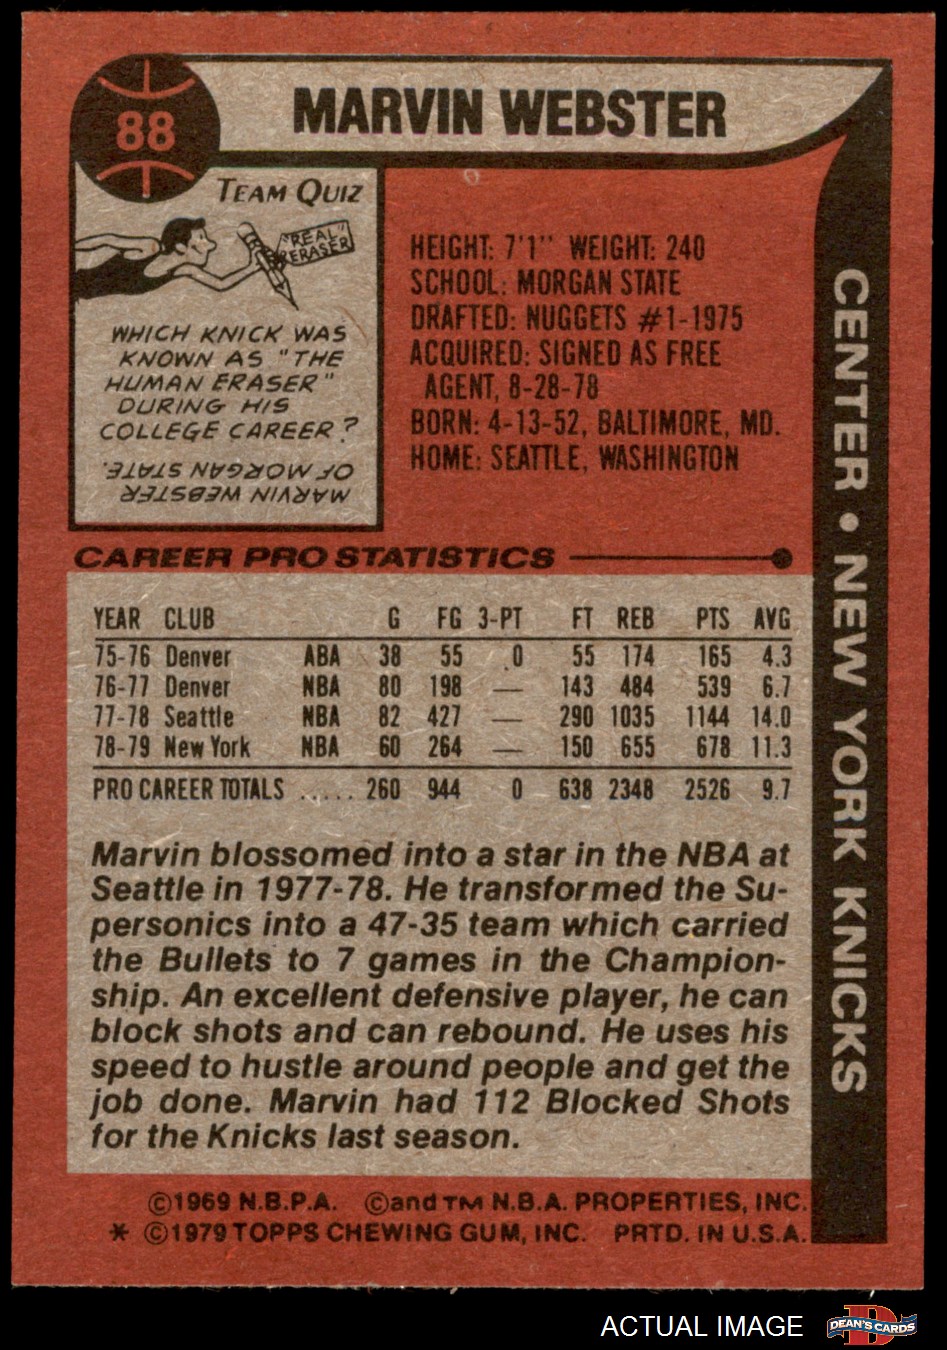 88
MARVIN WEBSTER
TEAM QUIZ
"REAL"
ERASER
WHICH KNICK WAS
KNOWN AS "THE
HUMAN ERASER"
DURING HIS
COLLEGE CAREER?
MARVIN WEBSTER
OF MORGAN STATE.
HEIGHT: 7'1" WEIGHT: 240
SCHOOL: MORGAN STATE
DRAFTED: NUGGETS #1-1975
ACQUIRED: SIGNED AS FREE
AGENT, 8-28-78
BORN: 4-13-52, BALTIMORE, MD.
HOME: SEATTLE, WASHINGTON
CENTER • NEW YORK KNICKS
CAREER PRO STATISTICS
YEAR CLUB G FG 3-PT FT REB PTS AVG
75-76 Denver ABA 38 55 0 55 174 165 4.3
76-77 Denver NBA 80 198 — 143 484 539 6.7
77-78 Seattle NBA 82 427 — 290 1035 1144 14.0
78-79 New York NBA 60 264 — 150 655 678 11.3
PRO CAREER TOTALS ..... 260 944 0 638 2348 2526 9.7
Marvin blossomed into a star in the NBA at
Seattle in 1977-78. He transformed the Su-
personics into a 47-35 team which carried
the Bullets to 7 games in the Champion-
ship. An excellent defensive player, he can
block shots and can rebound. He uses his
speed to hustle around people and get the
job done. Marvin had 112 Blocked Shots
for the Knicks last season.
©1969 N.B.P.A. ©and TM N.B.A. PROPERTIES, INC.
* ©1979 TOPPS CHEWING GUM, INC. PRTD. IN U.S.A.
ACTUAL IMAGE
DEAN'S CARDS